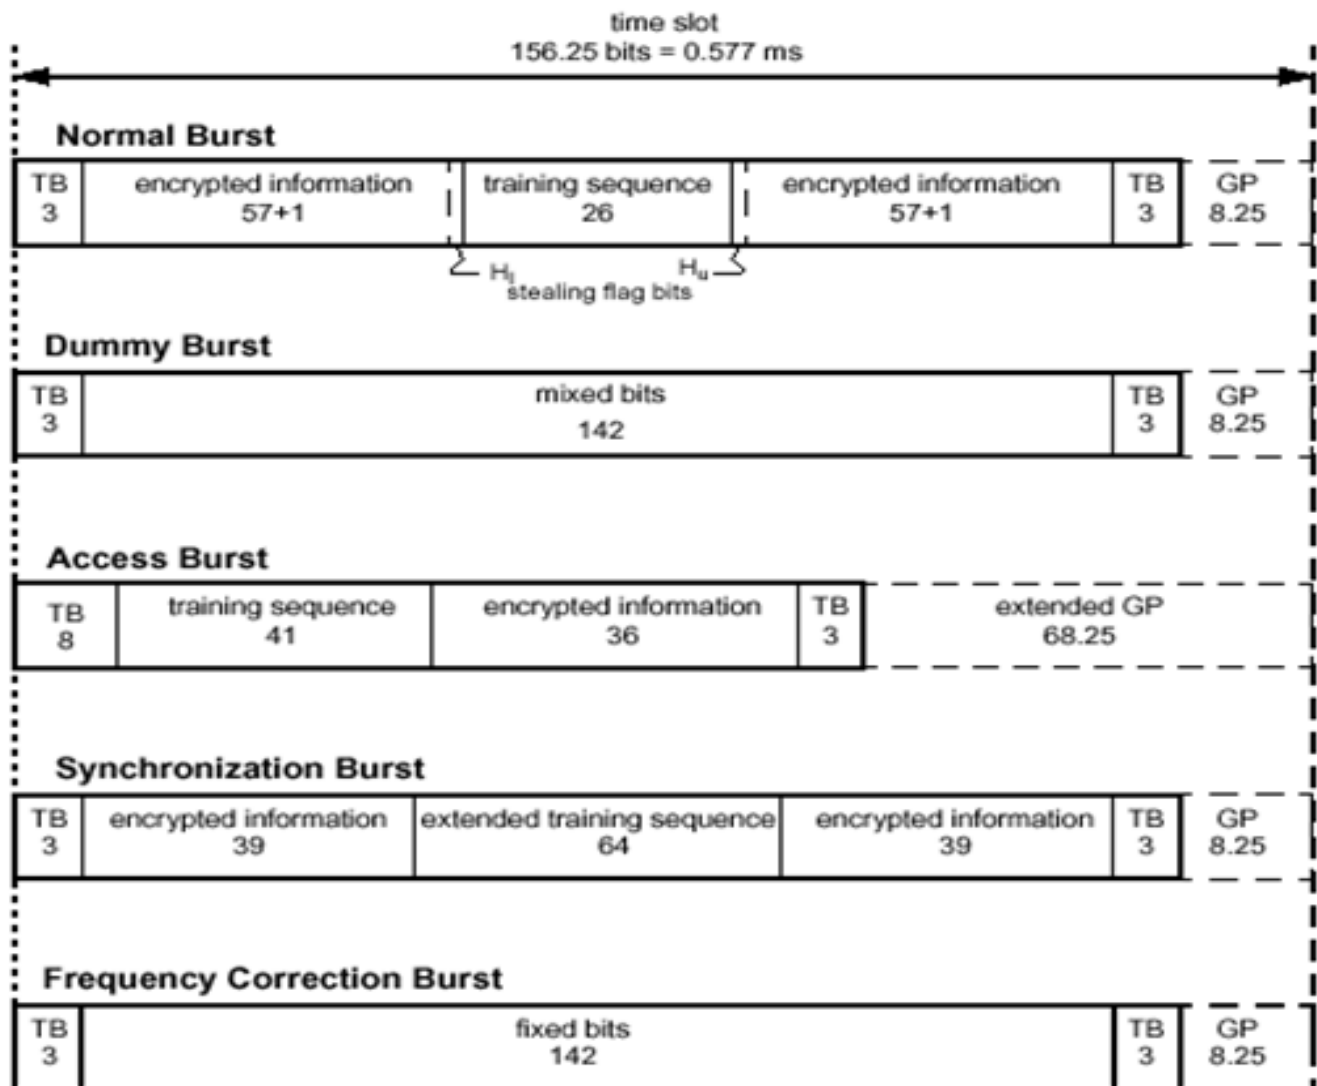 time slot
156.25 bits = 0.577 ms
Normal Burst
TB encrypted information training sequence encrypted information TB GP
3 57+1 26 57+1 3 8.25
Hl Hu
stealing flag bits
Dummy Burst
TB mixed bits TB GP
3 142 3 8.25
Access Burst
TB training sequence encrypted information TB extended GP
8 41 36 3 68.25
Synchronization Burst
TB encrypted information extended training sequence encrypted information TB GP
3 39 64 39 3 8.25
Frequency Correction Burst
TB fixed bits TB GP
3 142 3 8.25